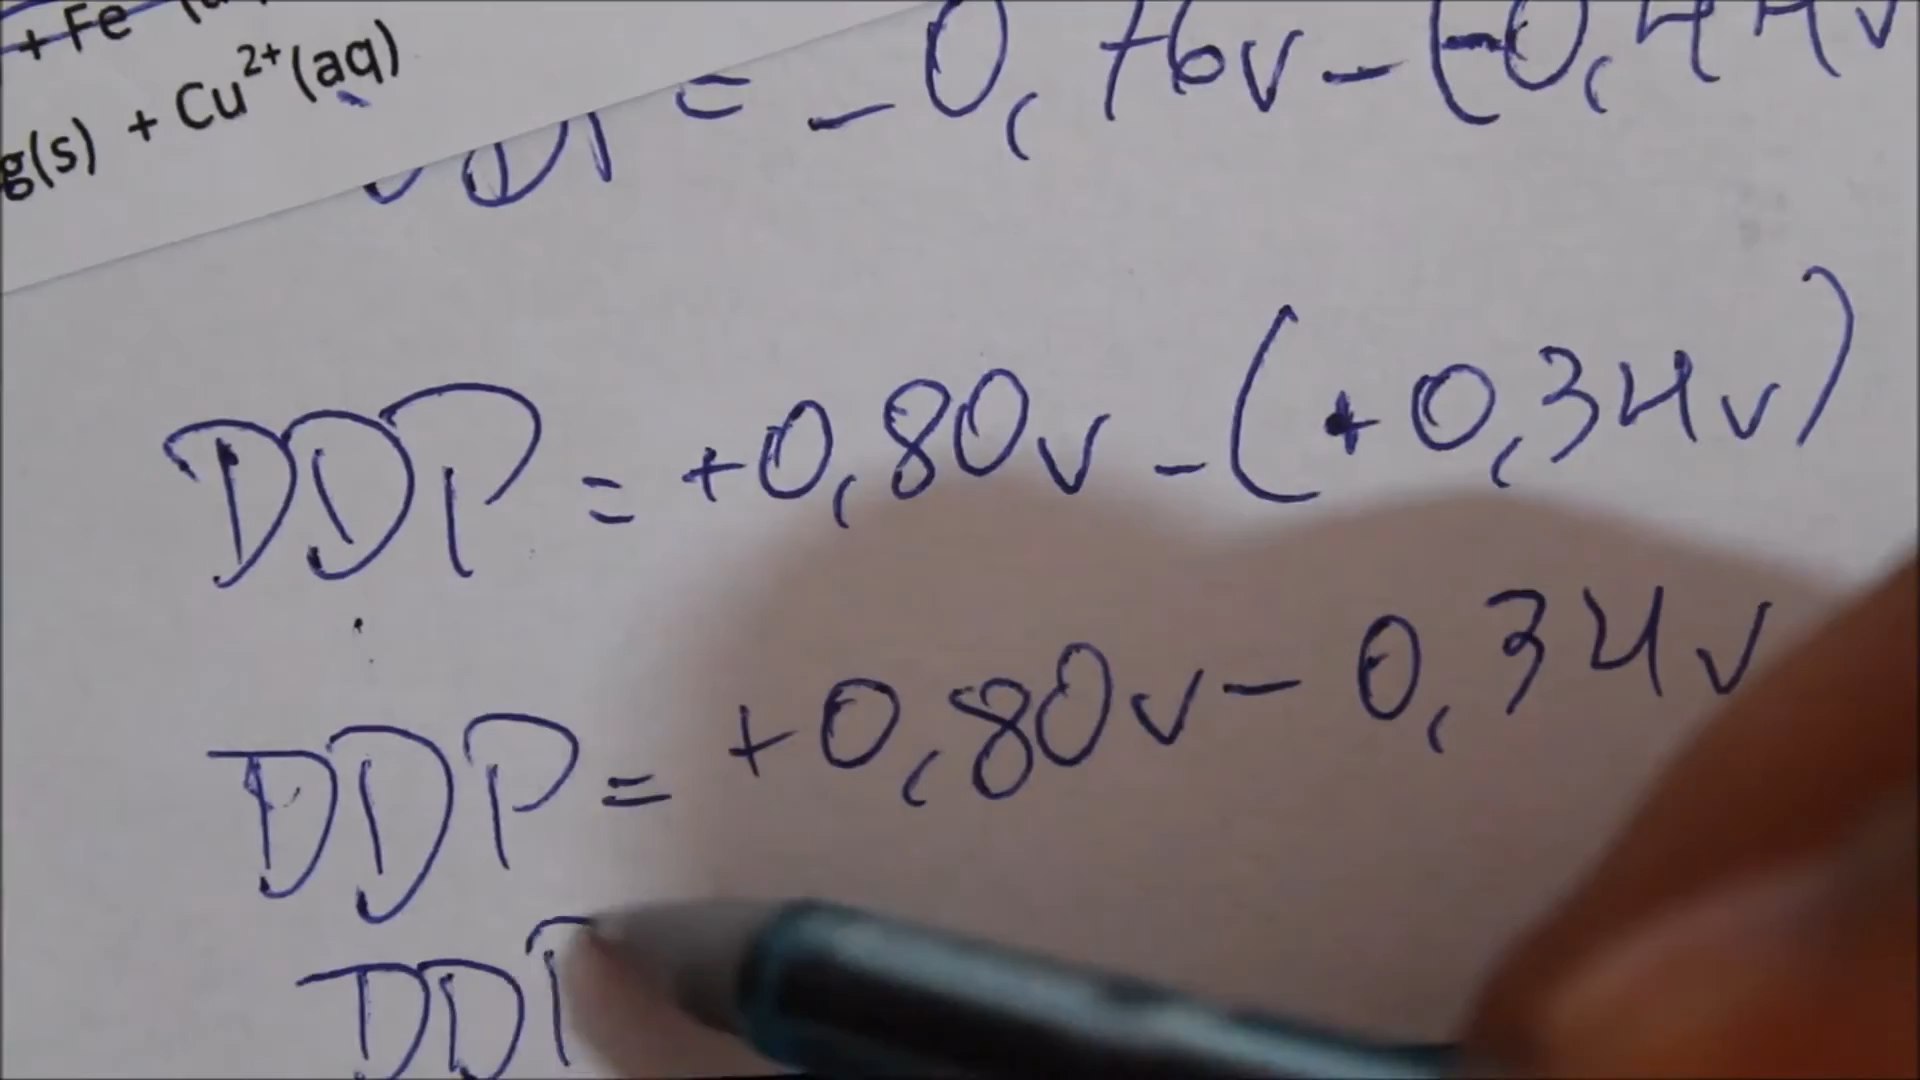 + Fe
g(s) + Cu²⁺(aq)
= -0,76v-(-0,44v
DDP = +0,80v-(+0,34v)
DDP = +0,80v-0,34v
DDP